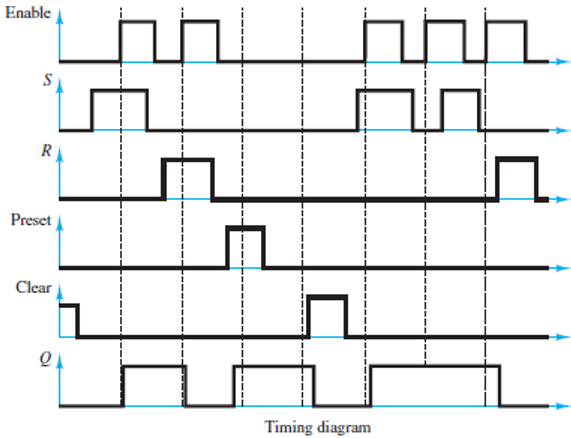 Enable
S
R
Preset
Clear
Q
Timing diagram